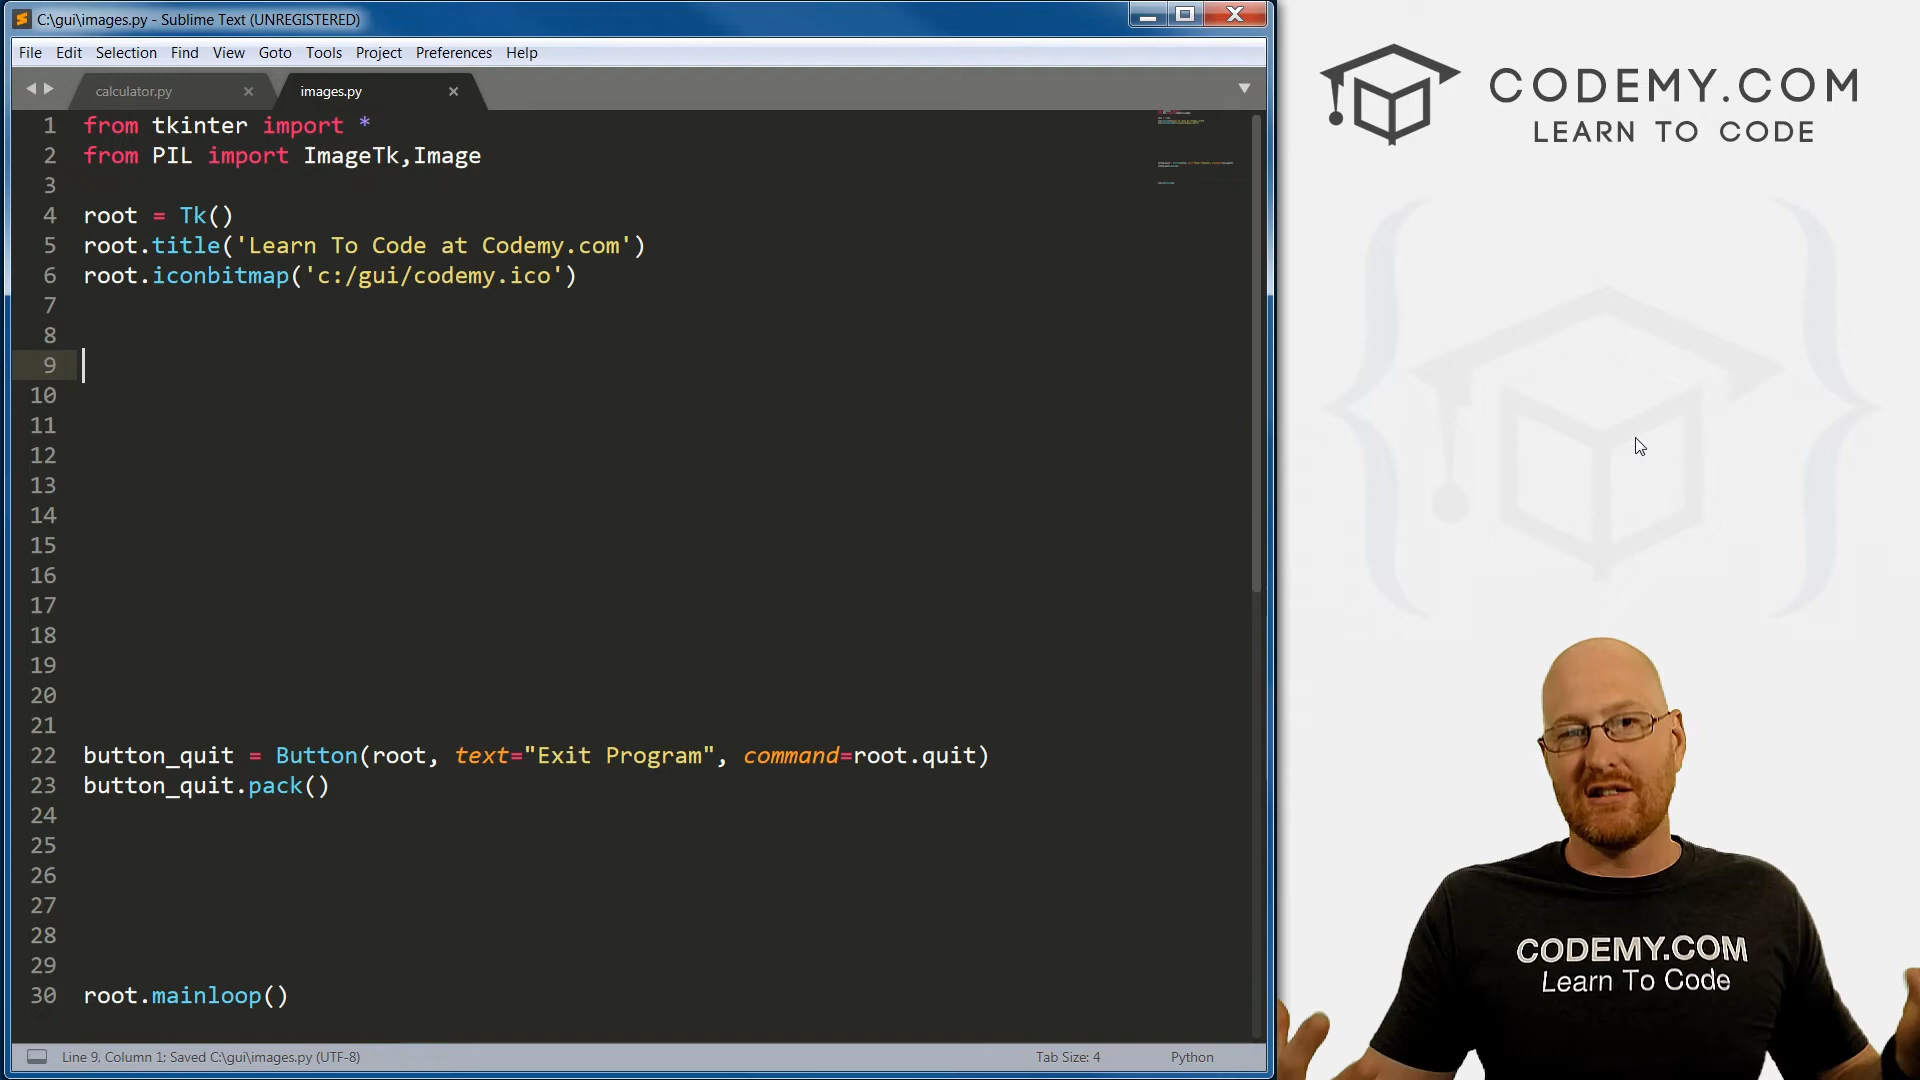 C:\gui\images.py - Sublime Text (UNREGISTERED)
File Edit Selection Find View Goto Tools Project Preferences Help
calculator.py images.py
1 from tkinter import *
2 from PIL import ImageTk,Image
3
4 root = Tk()
5 root.title('Learn To Code at Codemy.com')
6 root.iconbitmap('c:/gui/codemy.ico')
7
8
9
10
11
12
13
14
15
16
17
18
19
20
21
22 button_quit = Button(root, text="Exit Program", command=root.quit)
23 button_quit.pack()
24
25
26
27
28
29
30 root.mainloop()
Line 9, Column 1; Saved C:\gui\images.py (UTF-8) Tab Size: 4 Python
CODEMY.COM
LEARN TO CODE
CODEMY.COM
Learn To Code